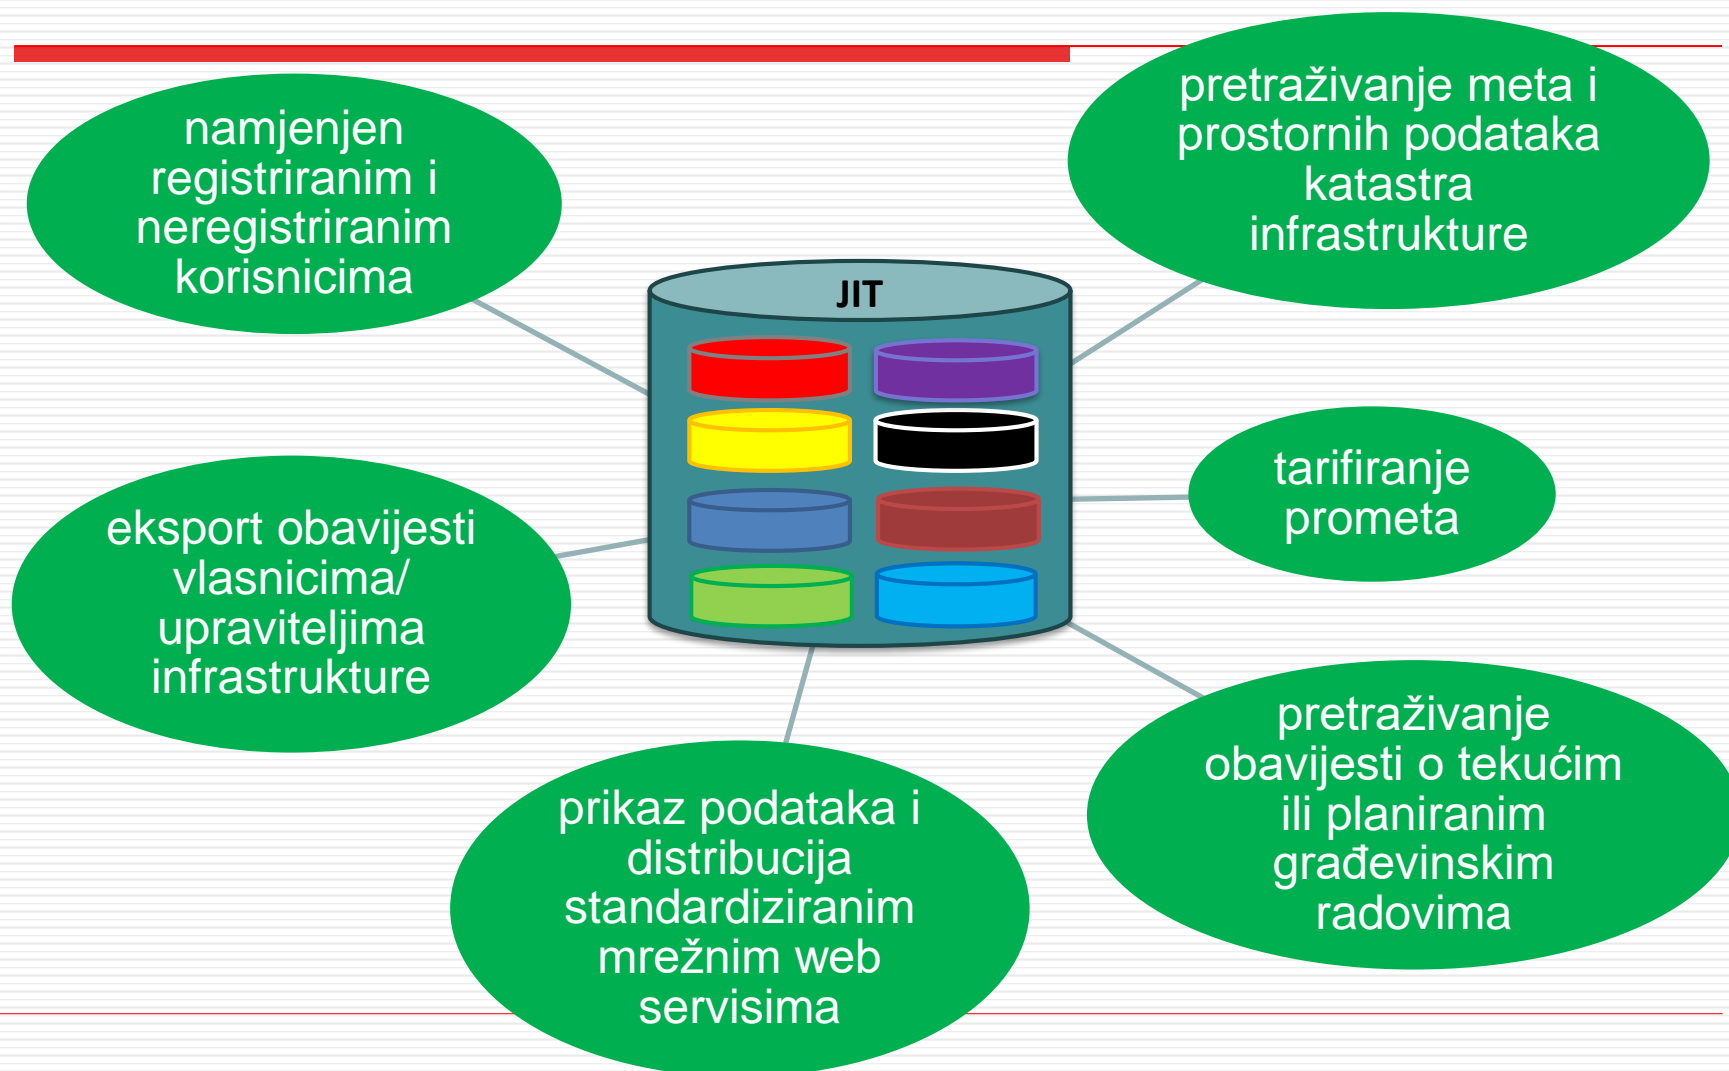 namjenjen
registriranim i
neregistriranim
korisnicima
pretraživanje meta i
prostornih podataka
katastra
infrastrukture
JIT
tarifiranje
prometa
eksport obavijesti
vlasnicima/
upraviteljima
infrastrukture
prikaz podataka i
distribucija
standardiziranim
mrežnim web
servisima
pretraživanje
obavijesti o tekućim
ili planiranim
građevinskim
radovima